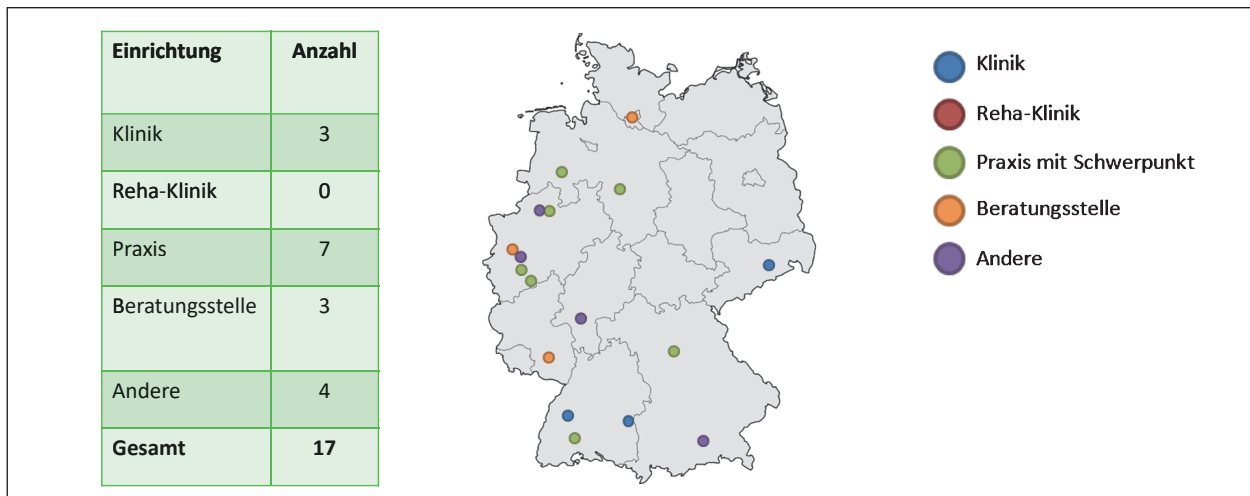 Einrichtung Anzahl
Klinik 3
Reha-Klinik 0
Praxis 7
Beratungsstelle 3
Andere 4
Gesamt 17
Klinik
Reha-Klinik
Praxis mit Schwerpunkt
Beratungsstelle
Andere